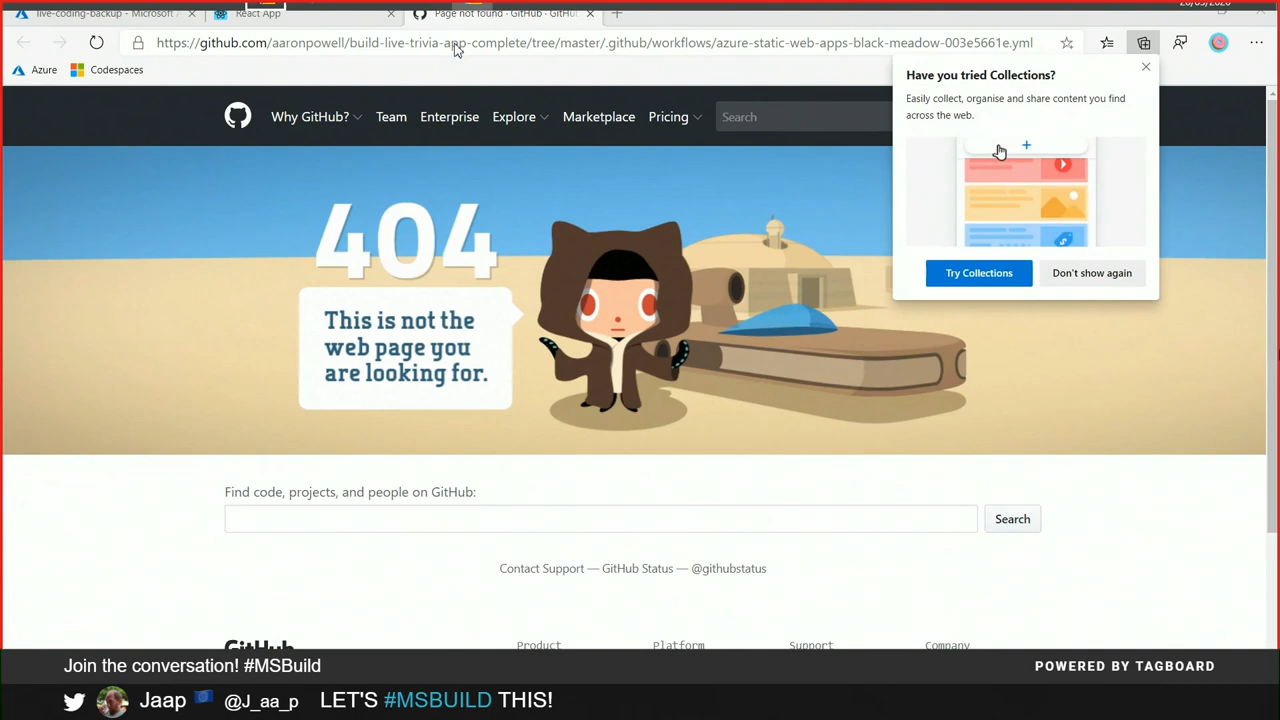 live-coding-backup - Microsoft A
React App
Page not found · GitHub · GitHu
https://github.com/aaronpowell/build-live-trivia-app-complete/tree/master/.github/workflows/azure-static-web-apps-black-meadow-003e5661e.yml
Azure
Codespaces
Have you tried Collections?
Easily collect, organise and share content you find
across the web.
Try Collections
Don't show again
Why GitHub?
Team
Enterprise
Explore
Marketplace
Pricing
Search
404
This is not the
web page you
are looking for.
Find code, projects, and people on GitHub:
Search
Contact Support — GitHub Status — @githubstatus
GitHub
Product
Platform
Support
Company
Join the conversation! #MSBuild
POWERED BY TAGBOARD
Jaap @J_aa_p LET'S #MSBUILD THIS!